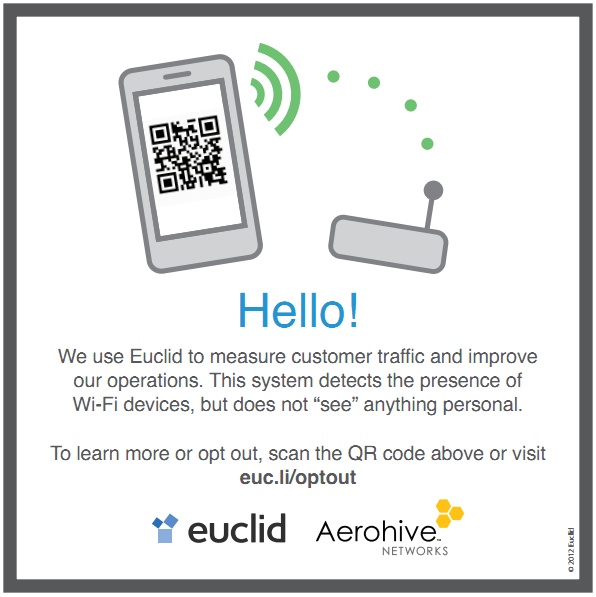 Hello!
We use Euclid to measure customer traffic and improve
our operations. This system detects the presence of
Wi-Fi devices, but does not “see” anything personal.
To learn more or opt out, scan the QR code above or visit
euc.li/optout
euclid
Aerohive™
NETWORKS
© 2012 Euclid